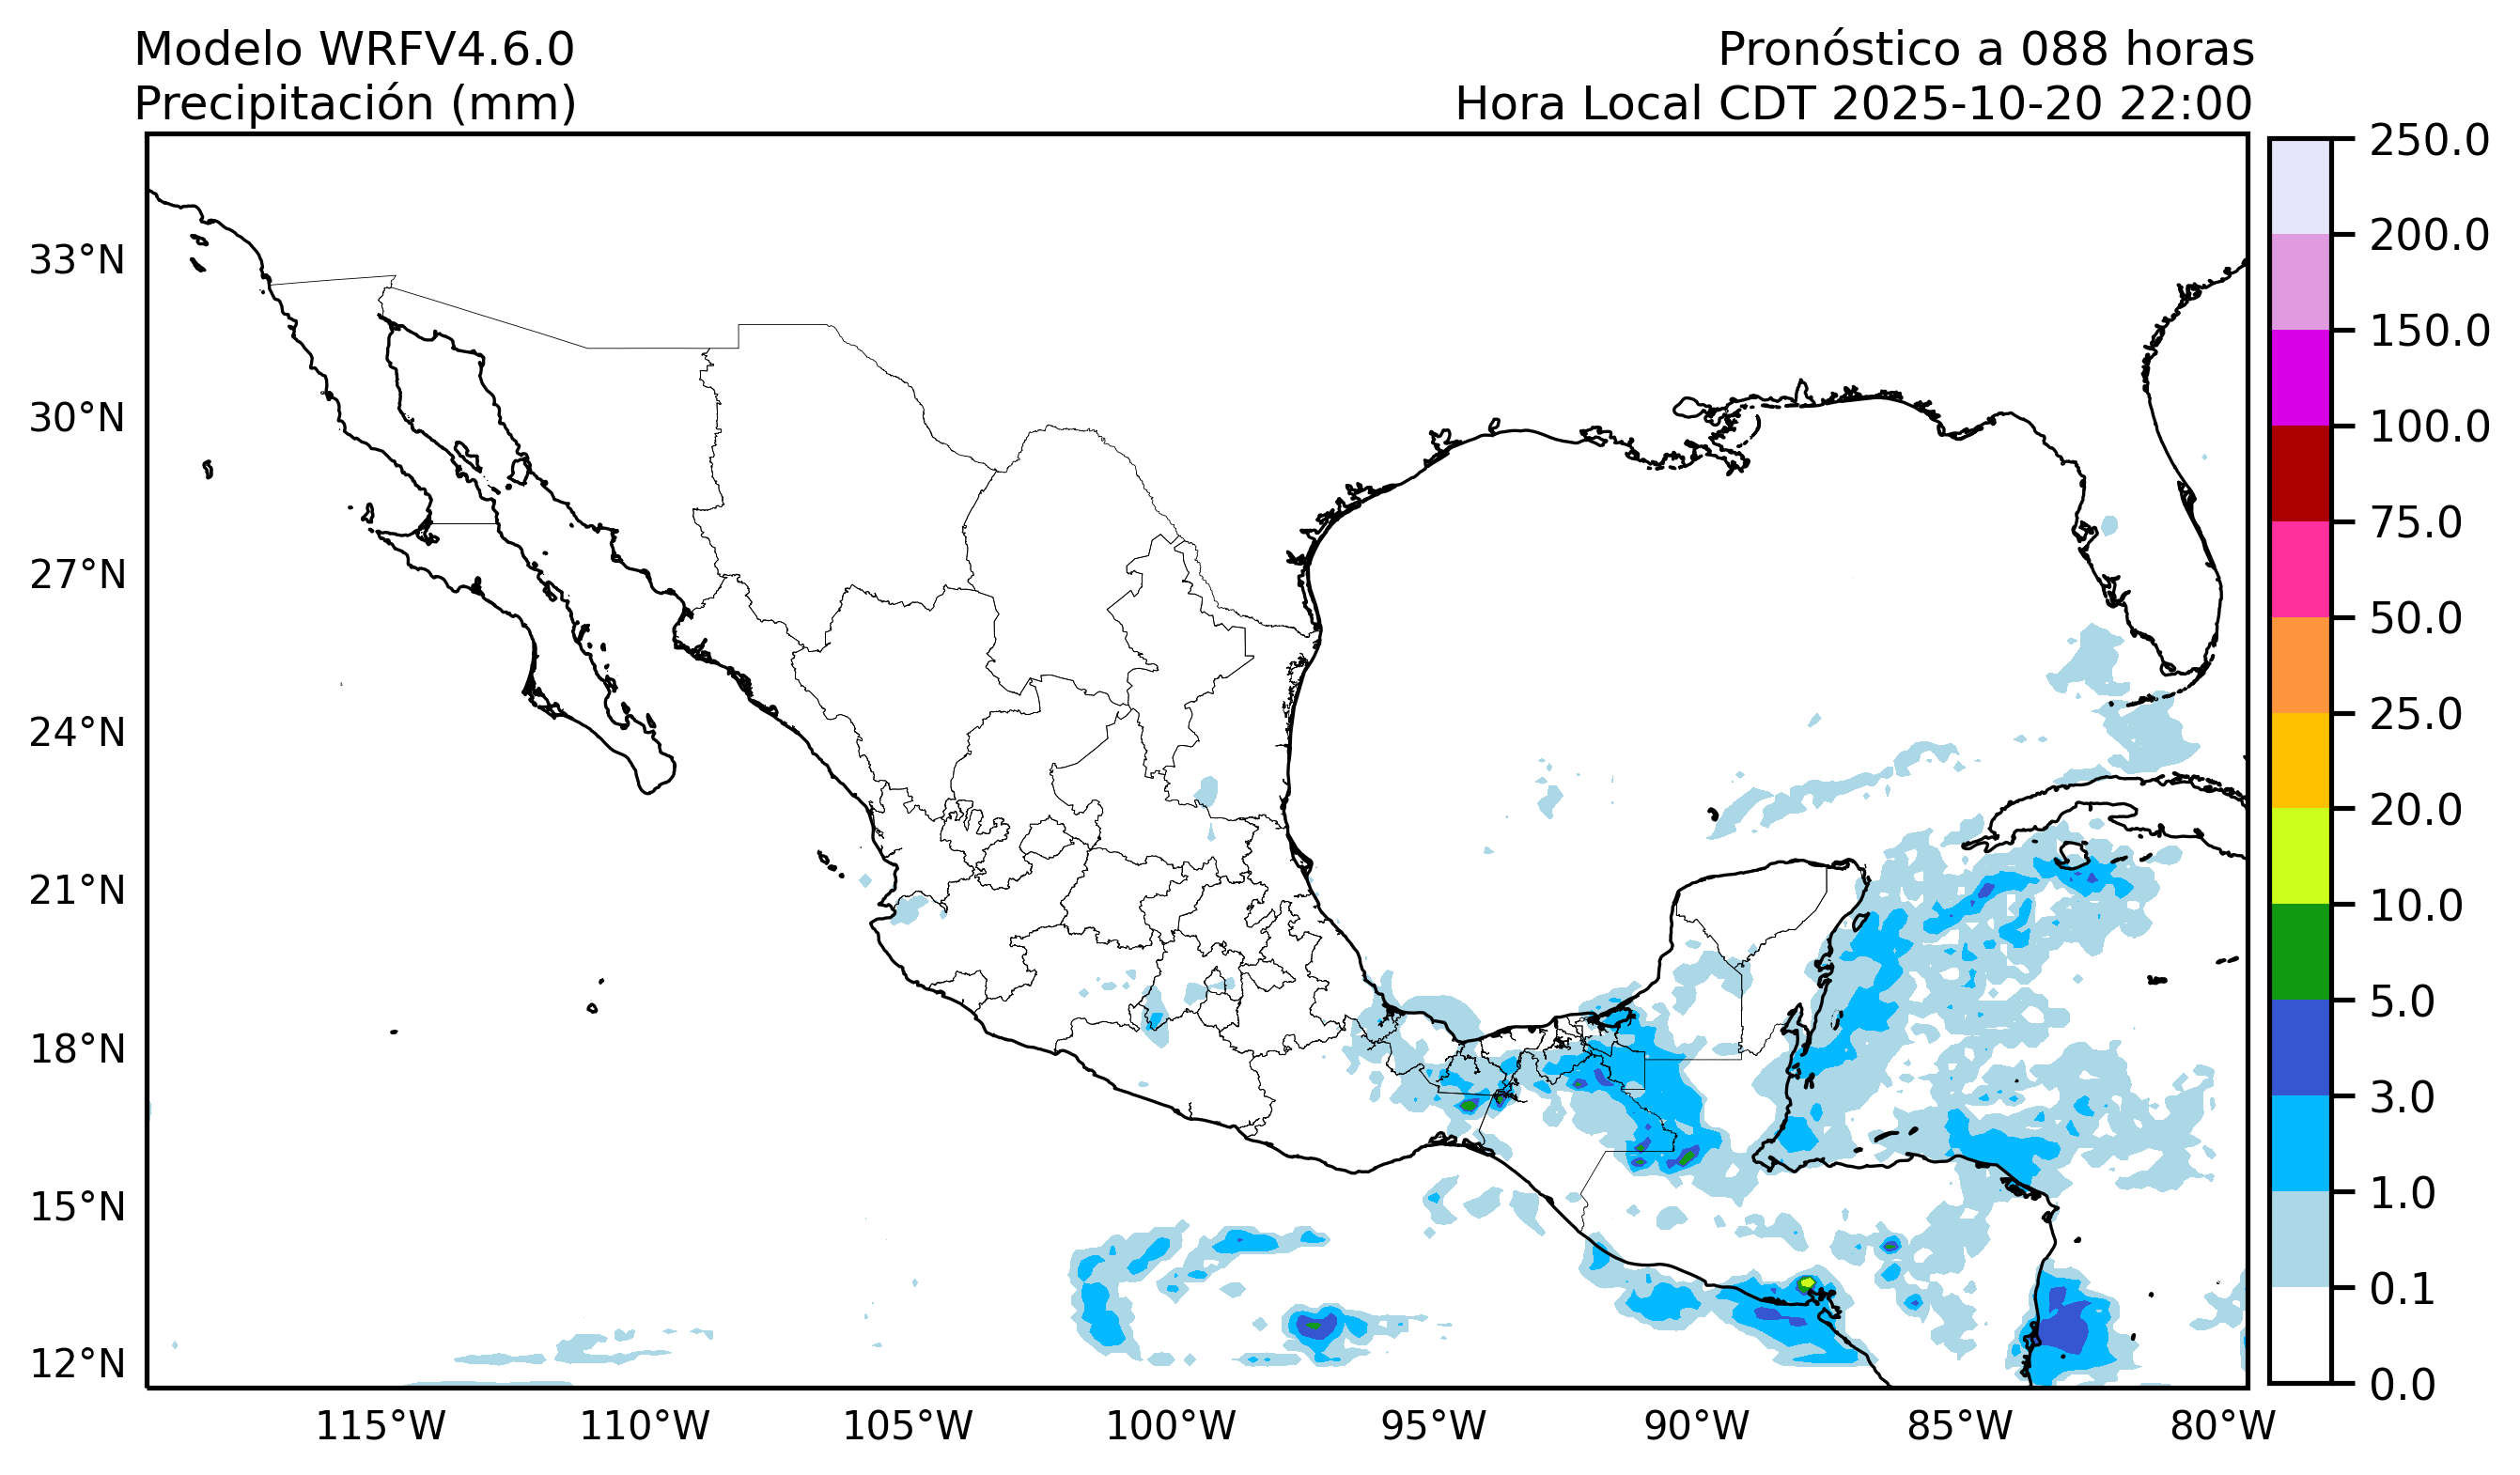 Modelo WRFV4.6.0
Precipitación (mm)
Pronóstico a 088 horas
Hora Local CDT 2025-10-20 22:00
33°N
30°N
27°N
24°N
21°N
18°N
15°N
12°N
115°W
110°W
105°W
100°W
95°W
90°W
85°W
80°W
250.0
200.0
150.0
100.0
75.0
50.0
25.0
20.0
10.0
5.0
3.0
1.0
0.1
0.0